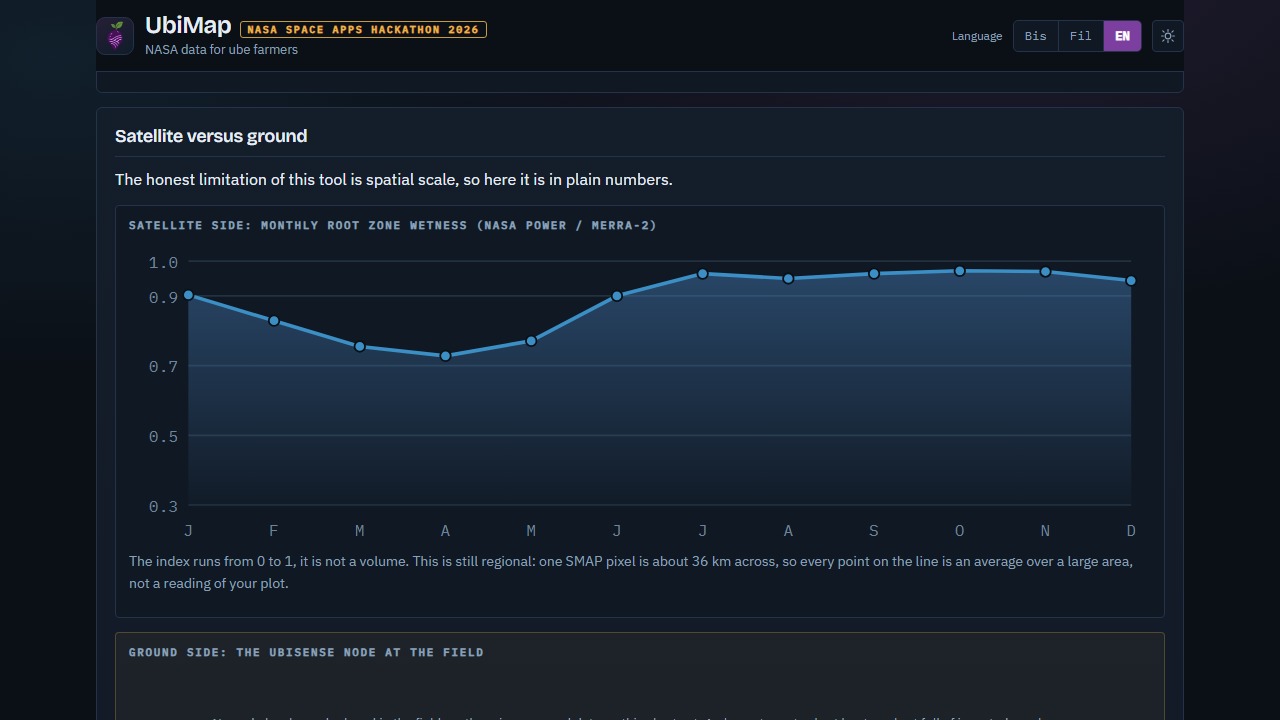 UbiMap NASA SPACE APPS HACKATHON 2026
NASA data for ube farmers
Language Bis Fil EN
Satellite versus ground
The honest limitation of this tool is spatial scale, so here it is in plain numbers.
SATELLITE SIDE: MONTHLY ROOT ZONE WETNESS (NASA POWER / MERRA-2)
1.0
0.9
0.7
0.5
0.3
J F M A M J J A S O N D
The index runs from 0 to 1, it is not a volume. This is still regional: one SMAP pixel is about 36 km across, so every point on the line is an average over a large area,
not a reading of your plot.
GROUND SIDE: THE UBISENSE NODE AT THE FIELD